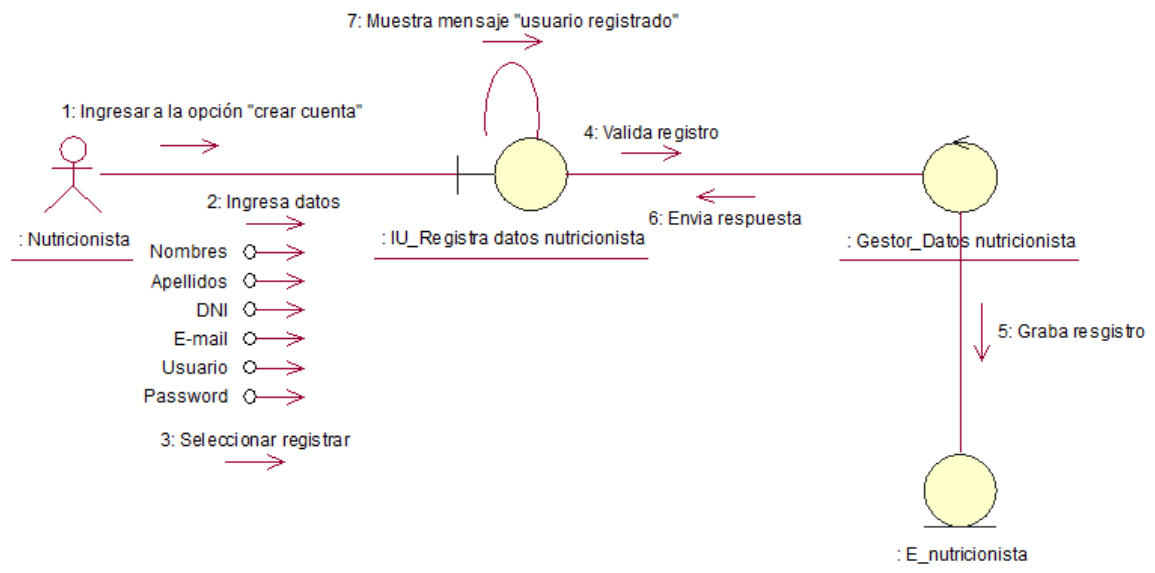 7: Muestra mensaje "usuario registrado"
1: Ingresar a la opción "crear cuenta"
4: Valida registro
2: Ingresa datos
6: Envia respuesta
: Nutricionista
: IU_Registra datos nutricionista
: Gestor_Datos nutricionista
Nombres
Apellidos
DNI
E-mail
Usuario
Password
5: Graba resgistro
3: Seleccionar registrar
: E_nutricionista